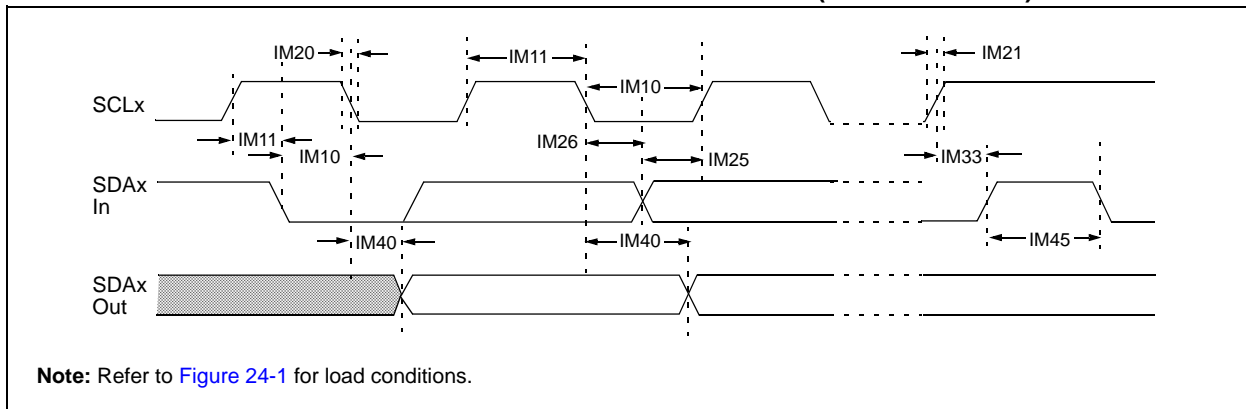 IM20
IM11
IM21
IM10
SCLx
IM11
IM26
IM10
IM25
IM33
SDAx
In
IM40
IM40
IM45
SDAx
Out
Note: Refer to Figure 24-1 for load conditions.